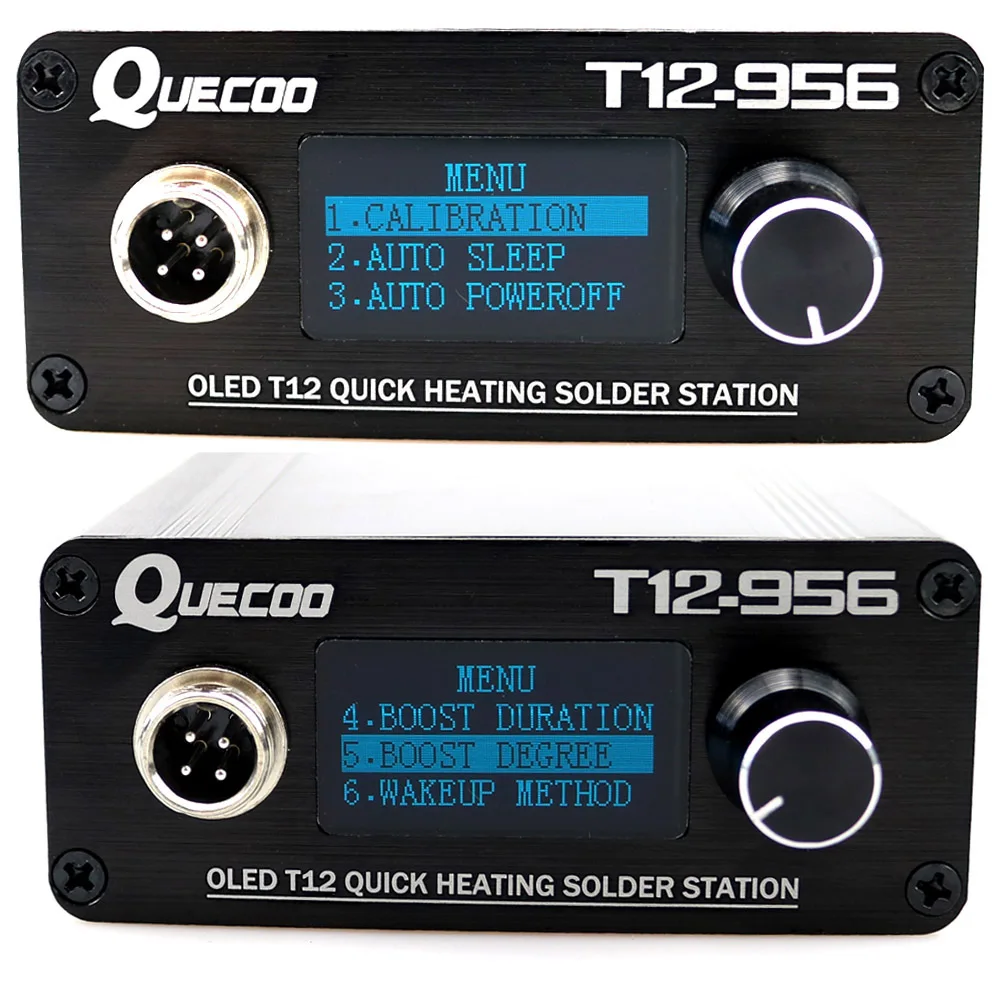 QUECOO T12-956
MENU
1.CALIBRATION
2.AUTO SLEEP
3.AUTO POWEROFF
OLED T12 QUICK HEATING SOLDER STATION
QUECOO T12-956
MENU
4.BOOST DURATION
5.BOOST DEGREE
6.WAKEUP METHOD
OLED T12 QUICK HEATING SOLDER STATION